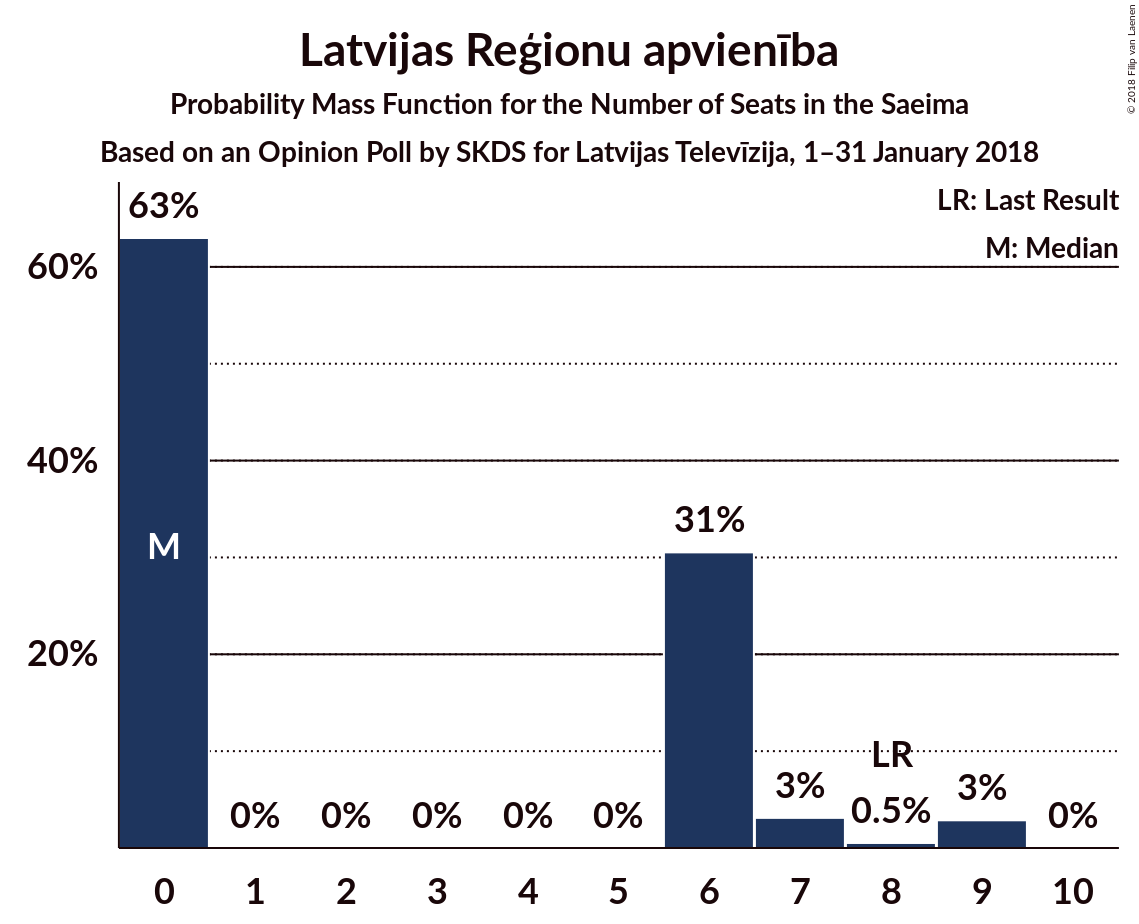 Latvijas Reģionu apvienība
Probability Mass Function for the Number of Seats in the Saeima
Based on an Opinion Poll by SKDS for Latvijas Televīzija, 1–31 January 2018
© 2018 Filip van Laenen
LR: Last Result
M: Median
63%
60%
40%
20%
M
0%
0%
0%
0%
0%
31%
3%
LR
0.5%
3%
0%
0 1 2 3 4 5 6 7 8 9 10